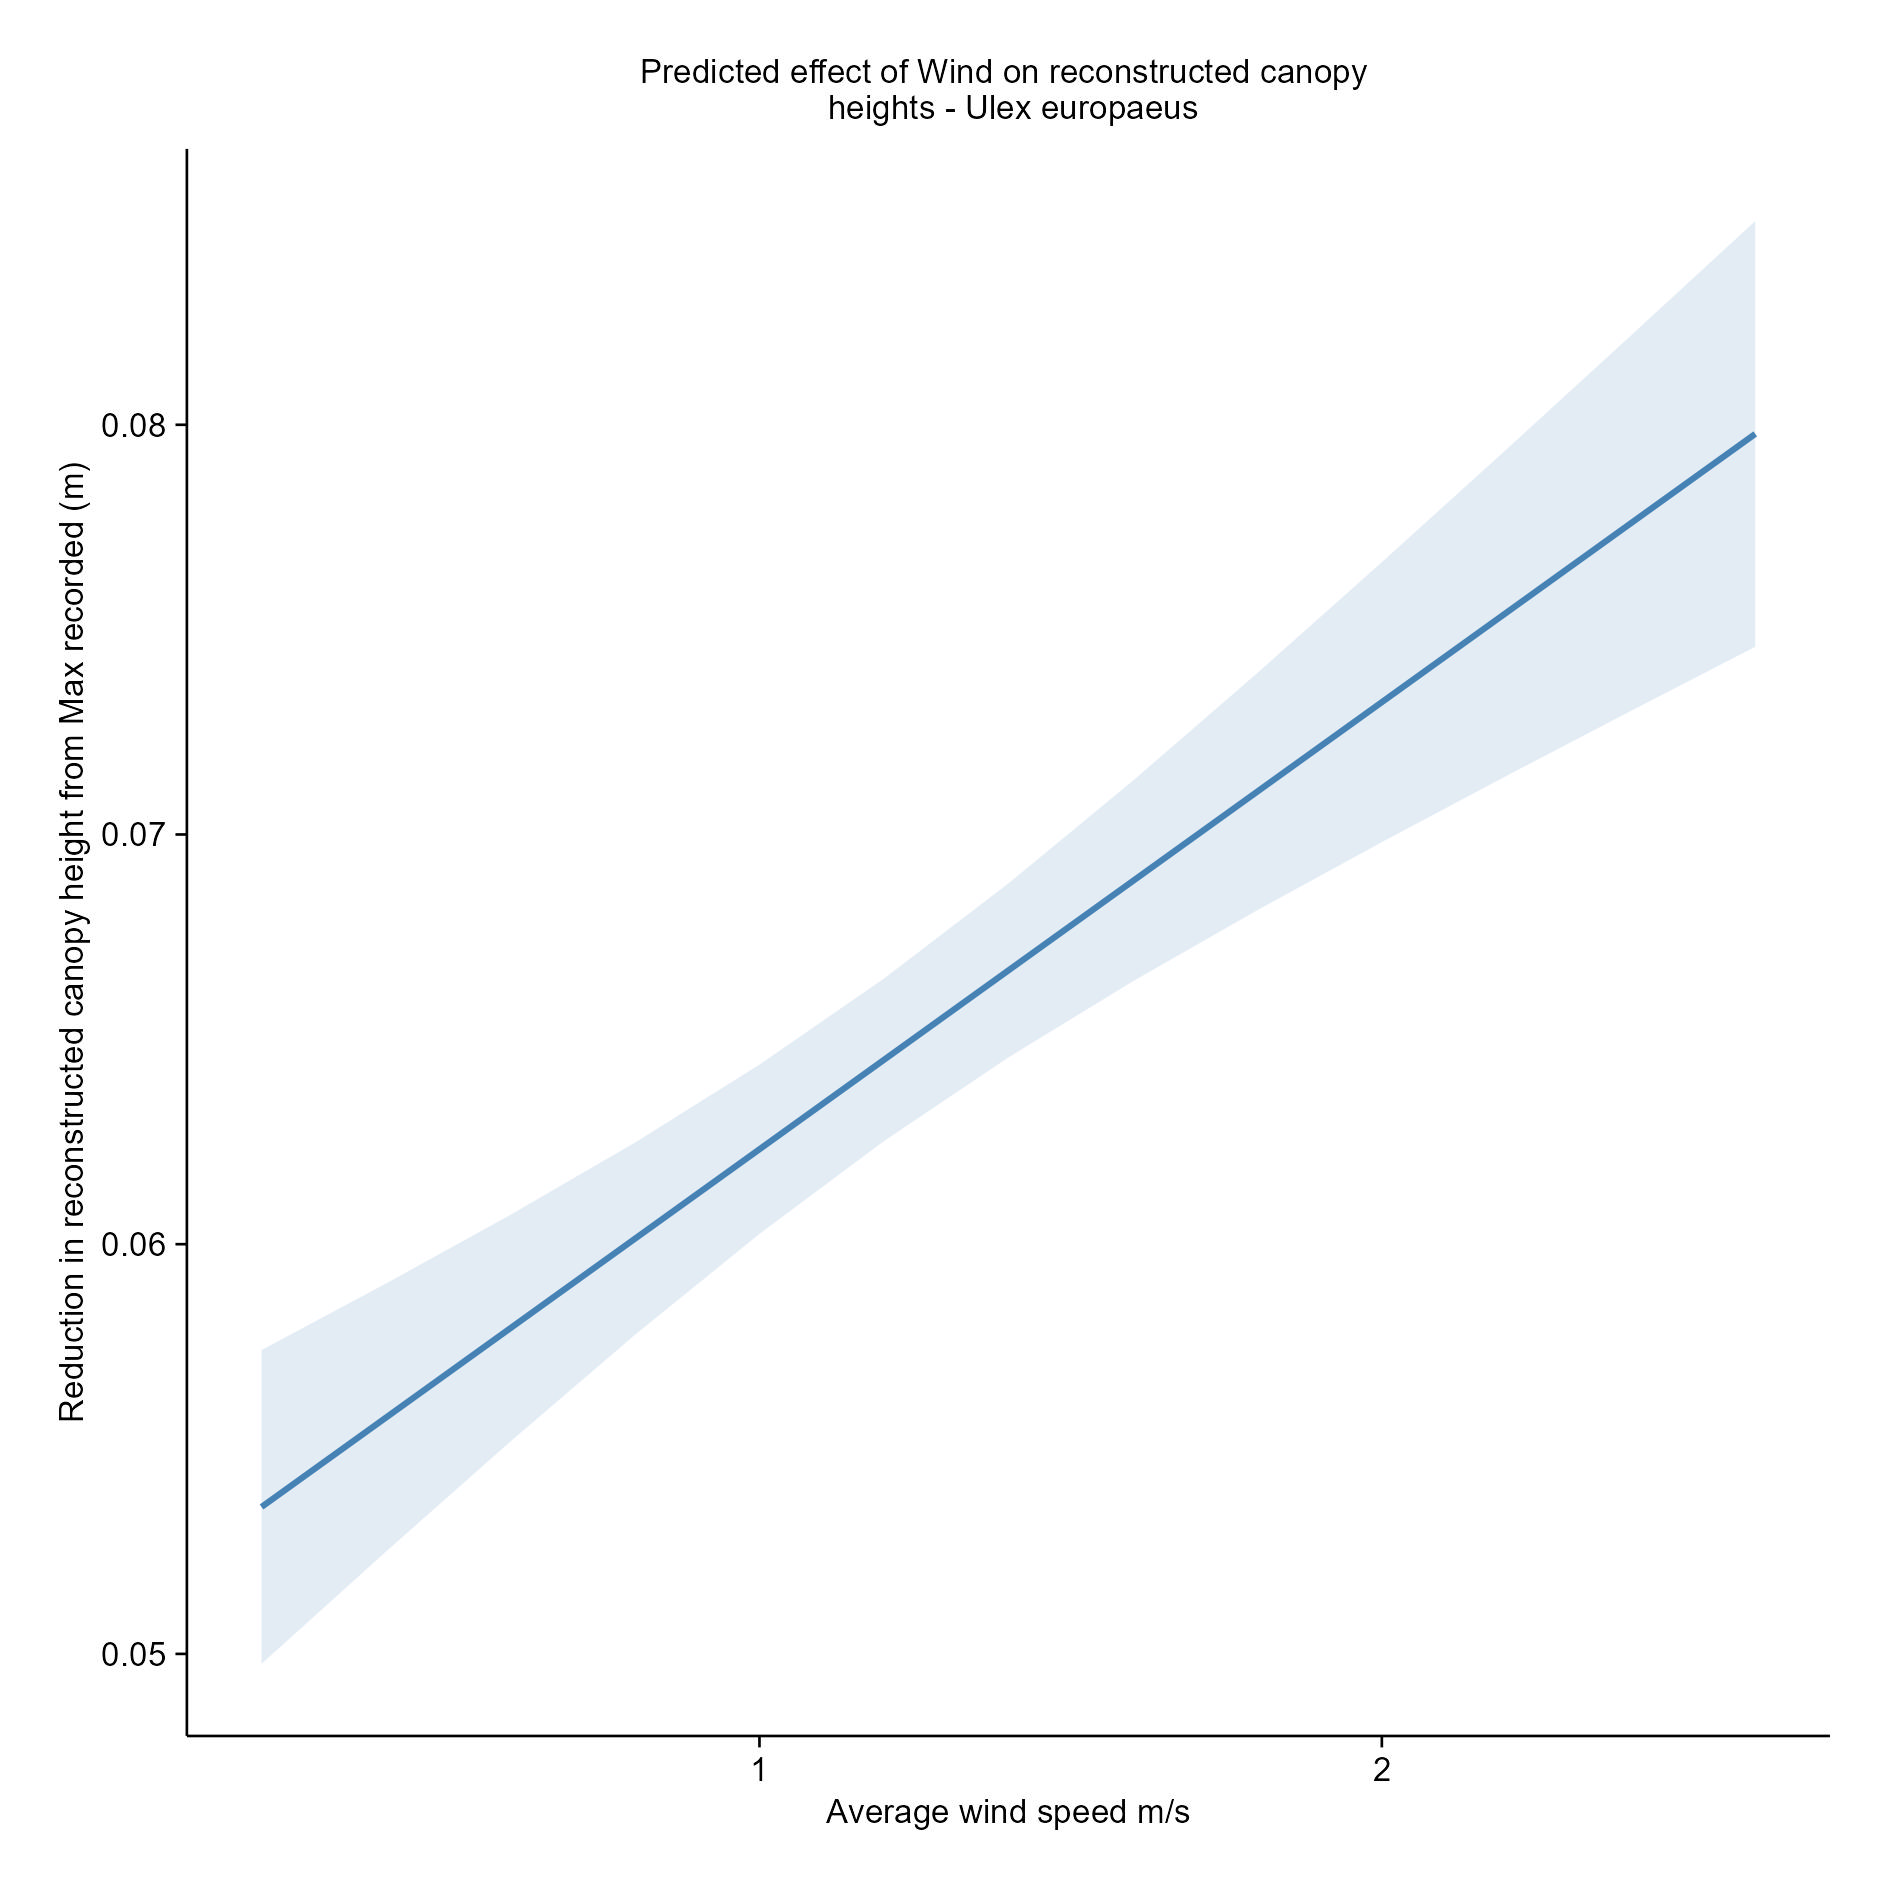 Predicted effect of Wind on reconstructed canopy
heights - Ulex europaeus
Reduction in reconstructed canopy height from Max recorded (m)
0.08
0.07
0.06
0.05
1
2
Average wind speed m/s